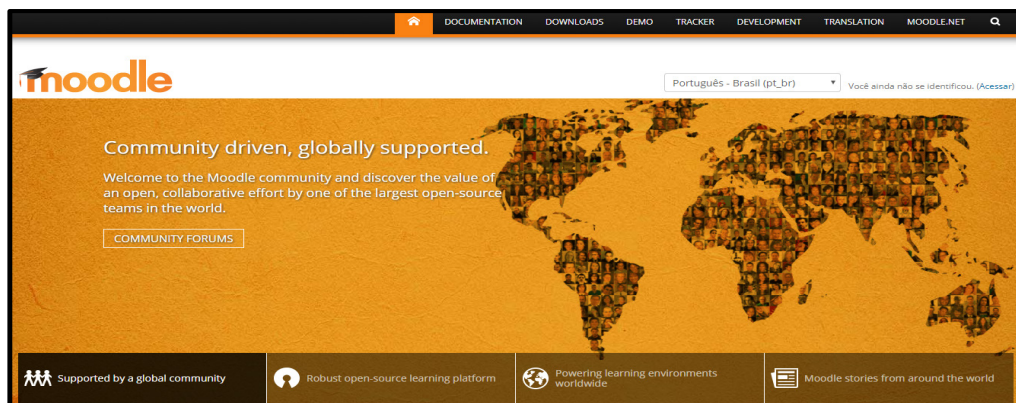 DOCUMENTATION DOWNLOADS DEMO TRACKER DEVELOPMENT TRANSLATION MOODLE.NET
moodle
Português - Brasil (pt_br)
Você ainda não se identificou. (Acessar)
Community driven, globally supported.
Welcome to the Moodle community and discover the value of
an open, collaborative effort by one of the largest open-source
teams in the world.
COMMUNITY FORUMS
Supported by a global community
Robust open-source learning platform
Powering learning environments
worldwide
Moodle stories from around the world